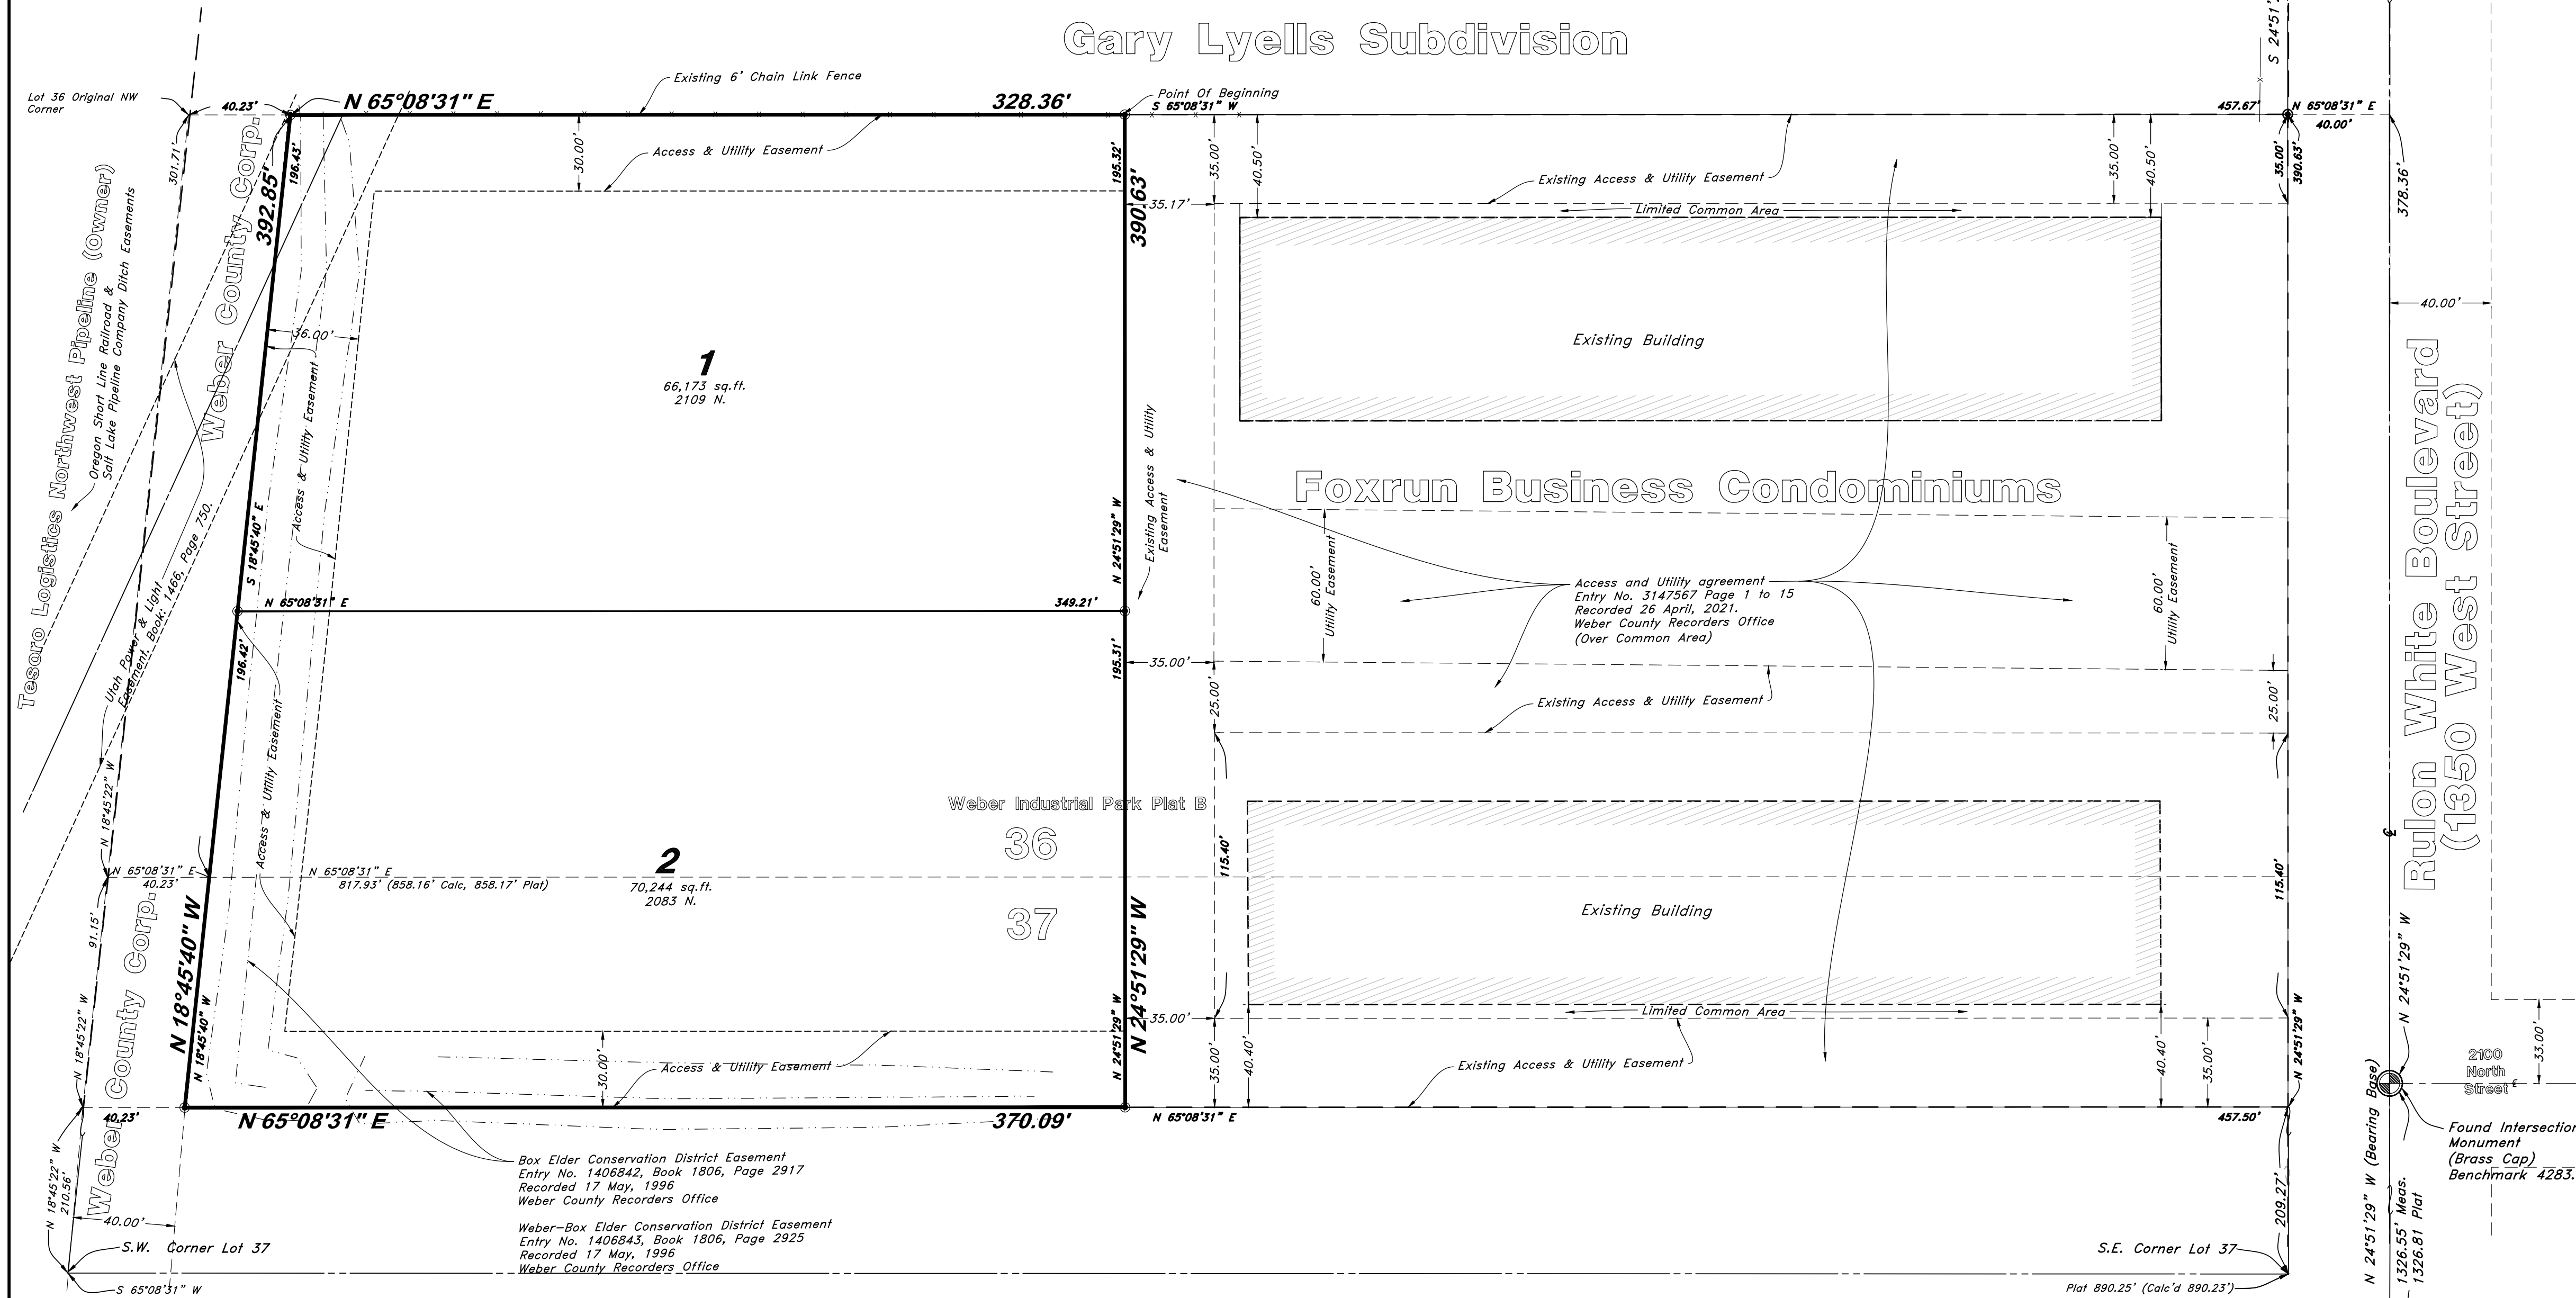 Gary Lyells Subdivision
S 24°51'
Lot 36 Original NW
Corner
40.23'
N 65°08'31" E
Existing 6' Chain Link Fence
328.36'
Point Of Beginning
S 65°08'31" W
457.67'
N 65°08'31" E
40.00'
301.71'
392.85'
196.43'
30.00'
Access & Utility Easement
195.32'
390.63'
35.00'
40.50'
35.17'
Existing Access & Utility Easement
Limited Common Area
35.00'
40.50'
35.00'
390.63'
378.36'
40.00'
Tesoro Logistics Northwest Pipeline (Owner)
Oregon Short Line Railroad &
Salt Lake Pipeline Company Ditch Easements
Weber County Corp.
36.00'
Access & Utility Easement
1
66,173 sq.ft.
2109 N.
Existing Building
Existing Access & Utility
Easement
Foxrun Business Condominiums
Rulon White Boulevard
(1350 West Street)
Utah Power & Light
Easement. Book: 1466, Page 750.
S 18°45'40" E
N 24°51'29" W
N 65°08'31" E
349.21'
60.00'
Utility Easement
Access and Utility agreement
Entry No. 3147567 Page 1 to 15
Recorded 26 April, 2021.
Weber County Recorders Office
(Over Common Area)
60.00'
Utility Easement
196.42'
195.31'
35.00'
25.00'
Existing Access & Utility Easement
25.00'
Access & Utility Easement
N 18°45'22" W
Weber Industrial Park Plat B
36
2
70,244 sq.ft.
2083 N.
N 65°08'31" E
40.23'
N 65°08'31" E
817.93' (858.16' Calc, 858.17' Plat)
37
115.40'
Existing Building
115.40'
91.15'
Weber County Corp.
N 18°45'40" W
N 18°45'40" W
N 24°51'29" W
N 24°51'29" W
N 18°45'22" W
35.00'
Limited Common Area
30.00'
Access & Utility Easement
35.00'
40.40'
Existing Access & Utility Easement
40.40'
35.00'
N 24°51'29" W
N 24°51'29" W
2100
North
Street
33.00'
40.23'
N 65°08'31" E
370.09'
N 65°08'31" E
457.50'
N 18°45'22" W
210.56'
40.00'
S.W. Corner Lot 37
S 65°08'31" W
Box Elder Conservation District Easement
Entry No. 1406842, Book 1806, Page 2917
Recorded 17 May, 1996
Weber County Recorders Office
Weber-Box Elder Conservation District Easement
Entry No. 1406843, Book 1806, Page 2925
Recorded 17 May, 1996
Weber County Recorders Office
209.27'
S.E. Corner Lot 37
Plat 890.25' (Calc'd 890.23')
N 24°51'29" W (Bearing Base)
1326.55' Meas.
1326.81 Plat
Found Intersection
Monument
(Brass Cap)
Benchmark 4283.